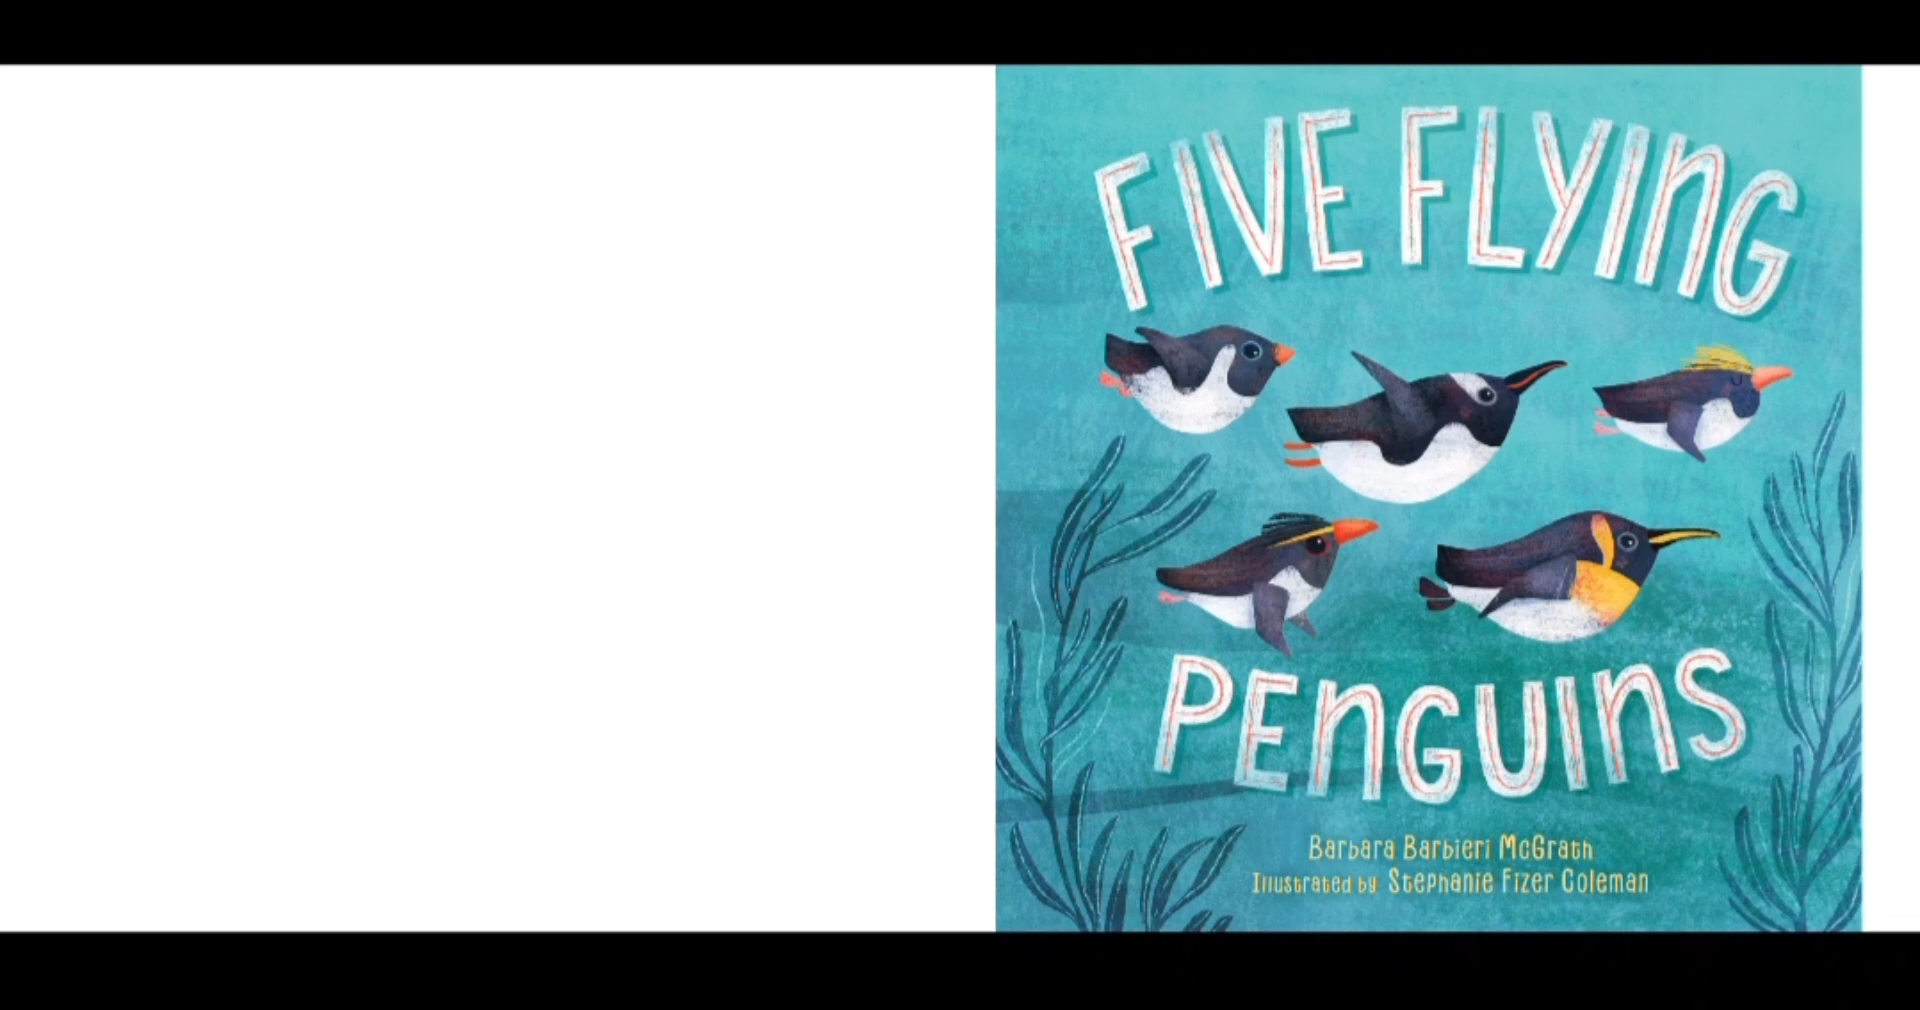 FIVE FLYING
PENGUINS
Barbara Barbieri McGrath
Illustrated by Stephanie Fizer Coleman